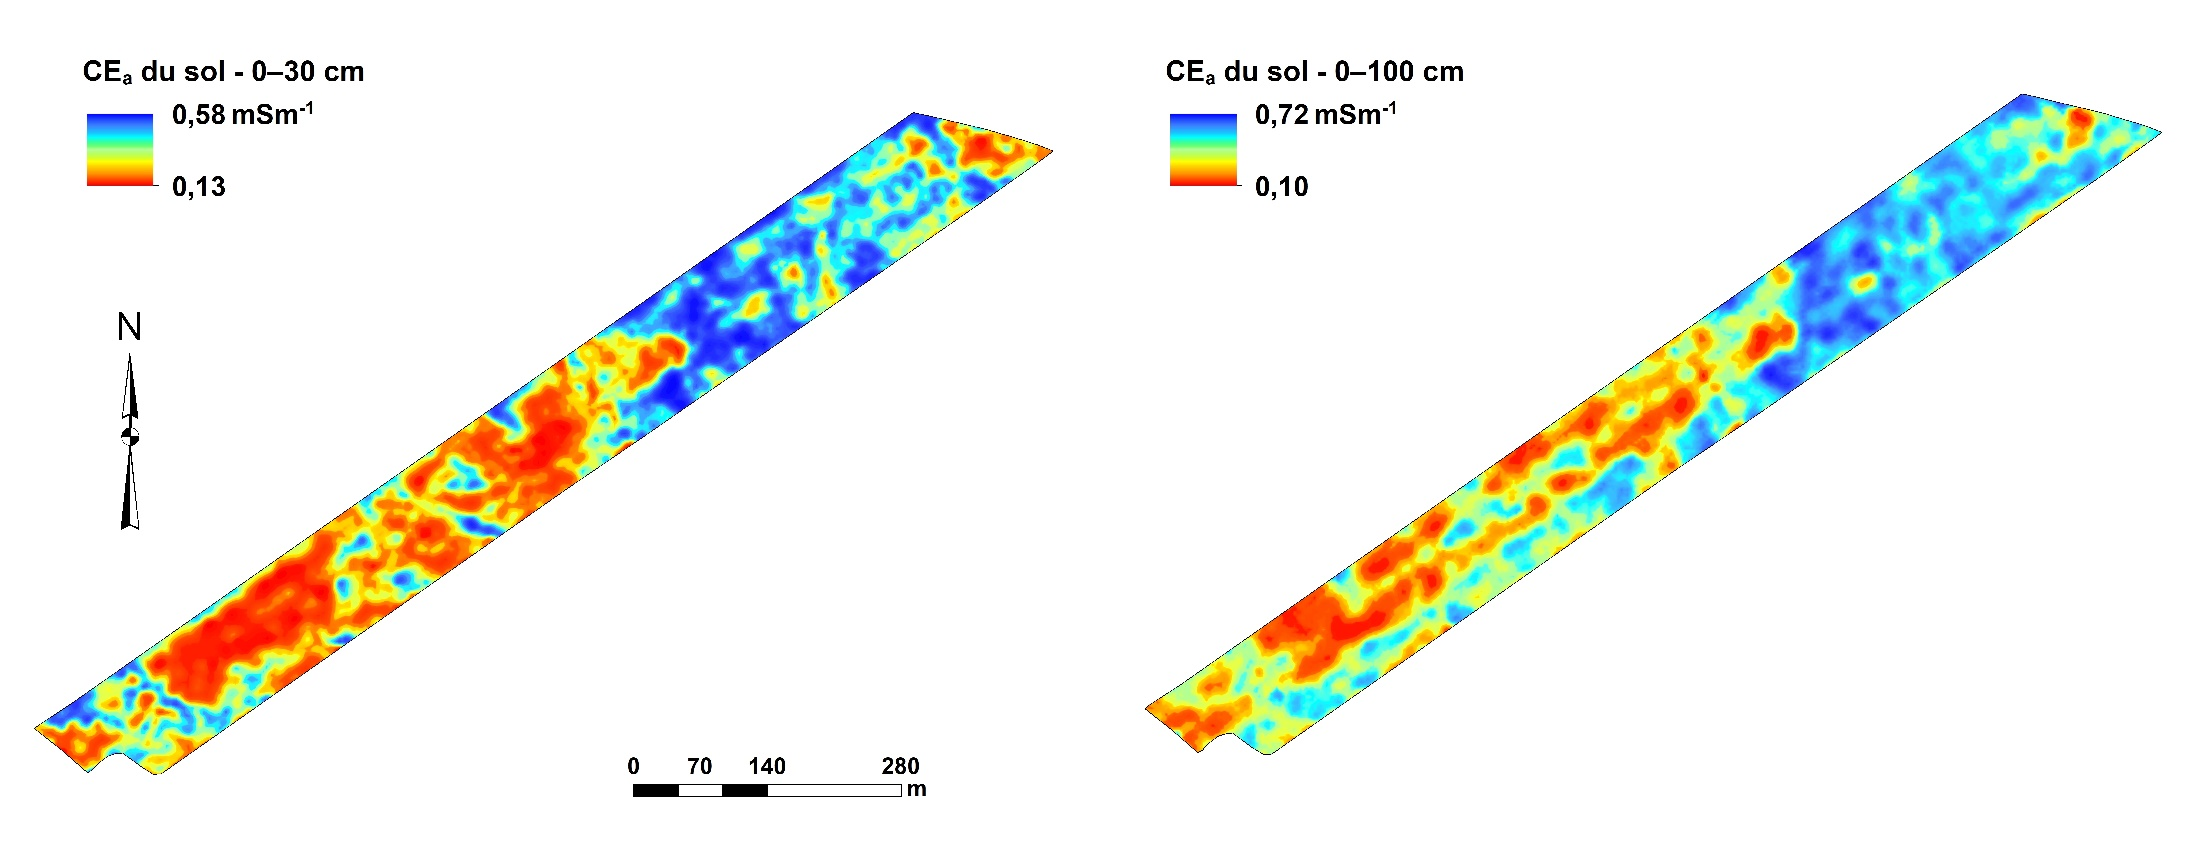 CEa du sol - 0–30 cm
0,58 mSm-1
0,13
CEa du sol - 0–100 cm
0,72 mSm-1
0,10
N
0 70 140 280
m